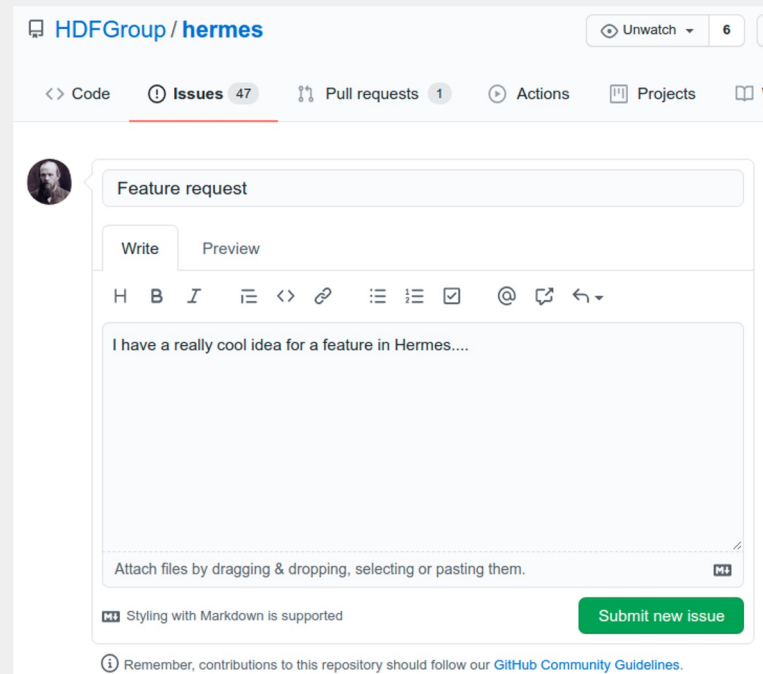 HDFGroup / hermes
Unwatch 6
Code
Issues 47
Pull requests 1
Actions
Projects
Feature request
Write
Preview
I have a really cool idea for a feature in Hermes....
Attach files by dragging & dropping, selecting or pasting them.
Styling with Markdown is supported
Submit new issue
Remember, contributions to this repository should follow our GitHub Community Guidelines.